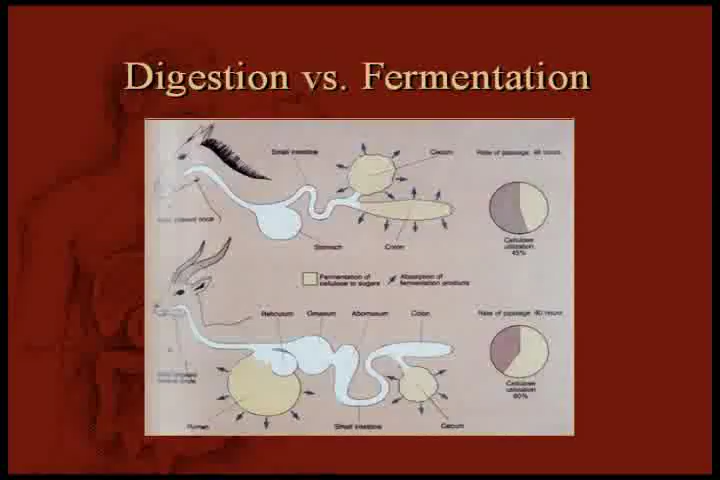 Digestion vs. Fermentation
Small intestine
Cecum
Rate of passage 48 hours
Cellulose
utilization
45%
Stomach
Colon
Fermentation of
cellulose to sugars
Absorption of
fermentation products
Reticulum
Omasum
Abomasum
Colon
Rate of passage 80 hours
Cellulose
utilization
60%
Rumen
Small intestine
Cecum